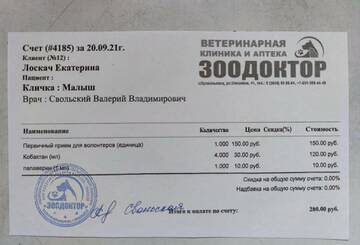 Счет (#4185) за 20.09.21г.
Клиент (№12) :
Лоскач Екатерина
Пациент :
Кличка : Малыш
Врач : Свольский Валерий Владимирович
ВЕТЕРИНАРНАЯ
КЛИНИКА И АПТЕКА
ЗООДОКТОР
Наименование Количество Цена Скидка(%) Стоимость
Первичный прием для волонтеров (единица) 1.000 150.00 руб. 150.00 руб.
Кобактан (мл) 4.000 30.00 руб. 120.00 руб.
папаверин (1 мл) 1.000 10.00 руб. 10.00 руб.
Скидка на общую сумму счета: 0,00%
Надбавка на общую сумму счета: 0.00%
Итого к оплате по счету: 280.00 руб.
ЗООДОКТОР